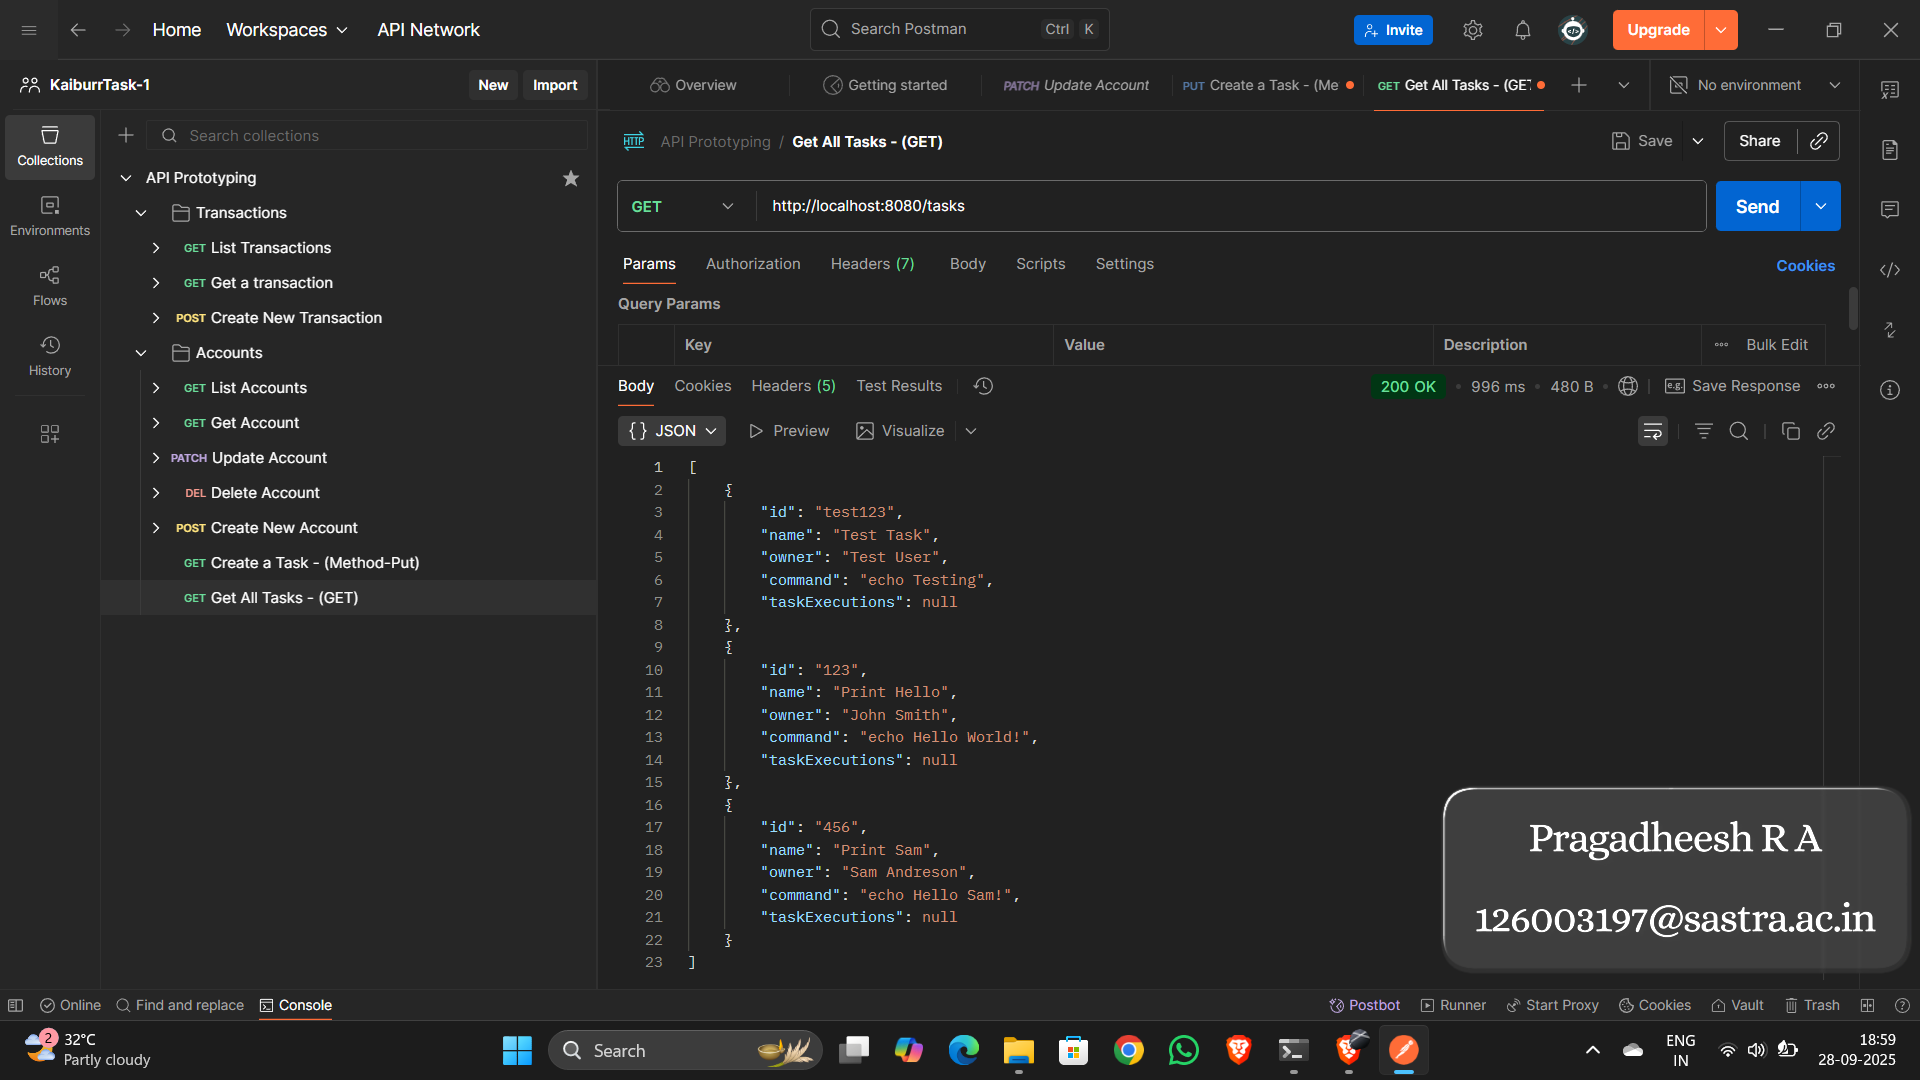 Home
Workspaces
API Network
Search Postman
Ctrl K
Invite
Upgrade
KaiburrTask-1
New
Import
Overview
Getting started
PATCH Update Account
PUT Create a Task - (Me
GET Get All Tasks - (GET
No environment
Collections
Environments
Flows
History
Search collections
API Prototyping
Transactions
GET List Transactions
GET Get a transaction
POST Create New Transaction
Accounts
GET List Accounts
GET Get Account
PATCH Update Account
DEL Delete Account
POST Create New Account
GET Create a Task - (Method-Put)
GET Get All Tasks - (GET)
HTTP API Prototyping / Get All Tasks - (GET)
Save
Share
GET
http://localhost:8080/tasks
Send
Params
Authorization
Headers (7)
Body
Scripts
Settings
Cookies
Query Params
Key
Value
Description
Bulk Edit
Body
Cookies
Headers (5)
Test Results
200 OK
996 ms
480 B
e.g. Save Response
{} JSON
Preview
Visualize
1 [
2 {
3 "id": "test123",
4 "name": "Test Task",
5 "owner": "Test User",
6 "command": "echo Testing",
7 "taskExecutions": null
8 },
9 {
10 "id": "123",
11 "name": "Print Hello",
12 "owner": "John Smith",
13 "command": "echo Hello World!",
14 "taskExecutions": null
15 },
16 {
17 "id": "456",
18 "name": "Print Sam",
19 "owner": "Sam Andreson",
20 "command": "echo Hello Sam!",
21 "taskExecutions": null
22 }
23 ]
Pragadheesh R A
126003197@sastra.ac.in
Online
Find and replace
Console
Postbot
Runner
Start Proxy
Cookies
Vault
Trash
2
32°C
Partly cloudy
Search
ENG
IN
18:59
28-09-2025